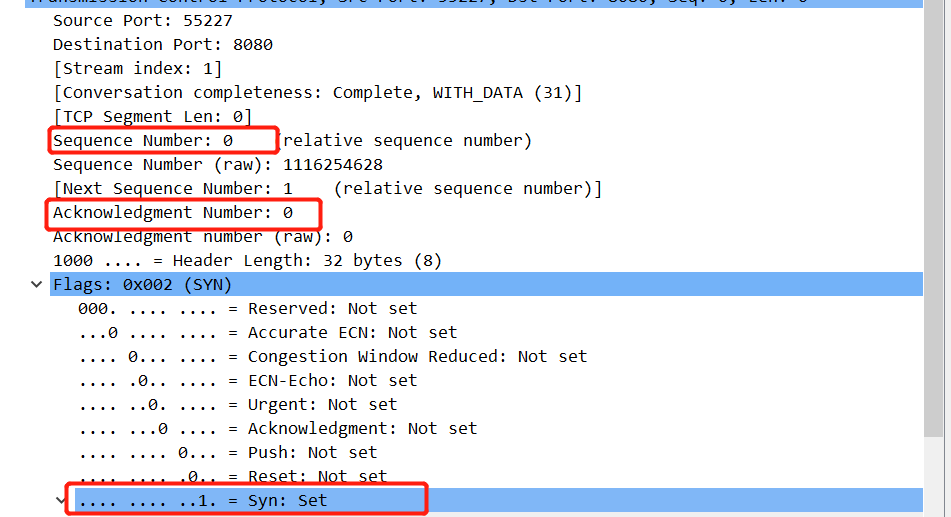 Transmission Control Protocol, Src Port: 55227, Dst Port: 8080, Seq: 0, Len: 0
Source Port: 55227
Destination Port: 8080
[Stream index: 1]
[Conversation completeness: Complete, WITH_DATA (31)]
[TCP Segment Len: 0]
Sequence Number: 0 (relative sequence number)
Sequence Number (raw): 1116254628
[Next Sequence Number: 1 (relative sequence number)]
Acknowledgment Number: 0
Acknowledgment number (raw): 0
1000 .... = Header Length: 32 bytes (8)
Flags: 0x002 (SYN)
000. .... .... = Reserved: Not set
...0 .... .... = Accurate ECN: Not set
.... 0... .... = Congestion Window Reduced: Not set
.... .0.. .... = ECN-Echo: Not set
.... ..0. .... = Urgent: Not set
.... ...0 .... = Acknowledgment: Not set
.... .... 0... = Push: Not set
.... .... .0.. = Reset: Not set
.... .... ..1. = Syn: Set